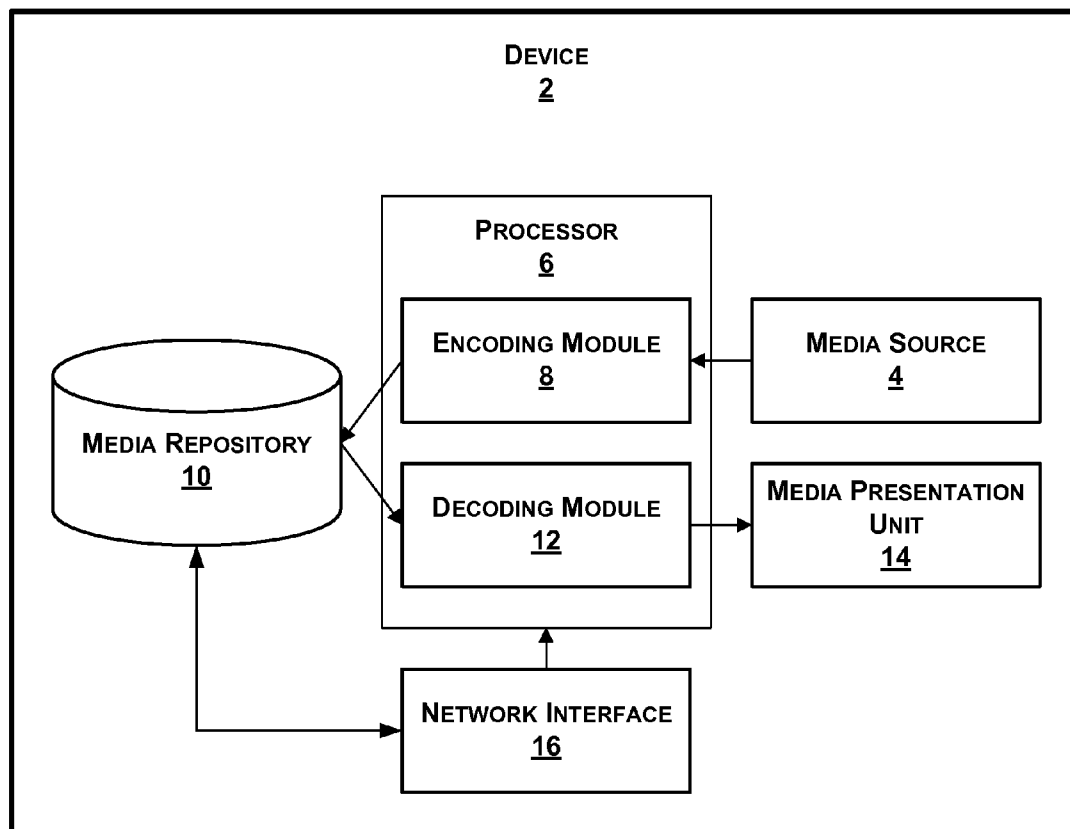 DEVICE
2
PROCESSOR
6
ENCODING MODULE
8
MEDIA SOURCE
4
MEDIA REPOSITORY
10
DECODING MODULE
12
MEDIA PRESENTATION
UNIT
14
NETWORK INTERFACE
16